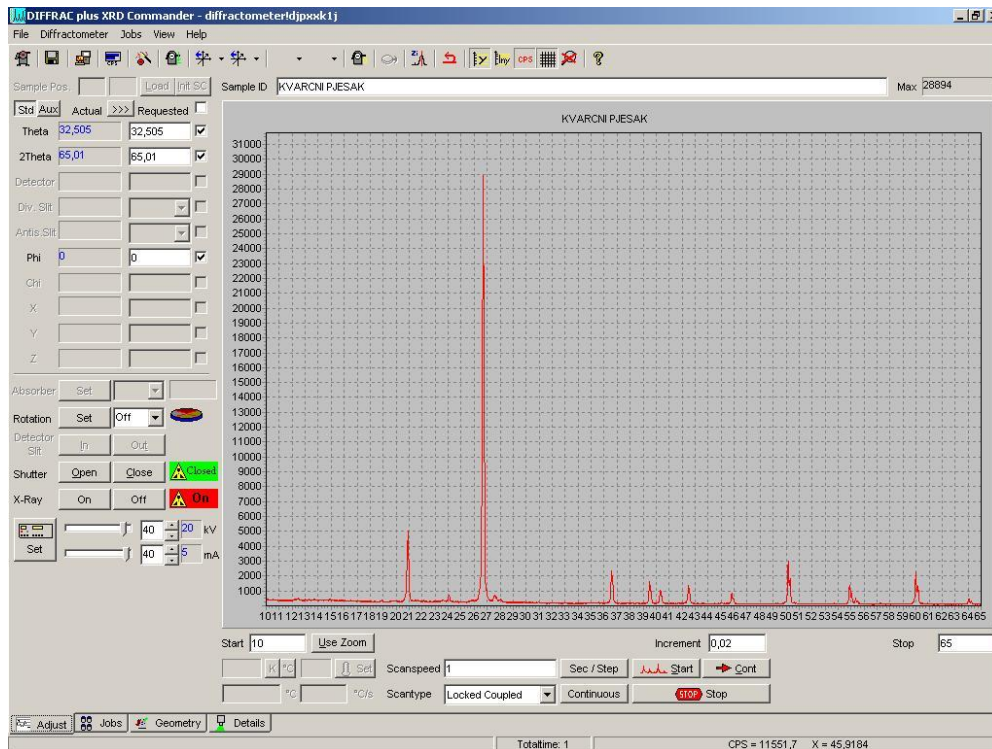 DIFFRAC plus XRD Commander - diffractometer!djpxxk1j
File Diffractometer Jobs View Help
Sample Pos. Load Init SC Sample ID KVARCNI PJESAK Max 28894
Std Aux Actual >>> Requested
Theta 32,505 32,505
2Theta 65,01 65,01
Detector
Div. Slit
Antis.Slit
Phi 0 0
Chi
X
Y
Z
Absorber Set
Rotation Set Off
Detector Slit In Out
Shutter Open Close Closed
X-Ray On Off On
40 20 kV
Set 40 5 mA
KVARCNI PJESAK
31000
30000
29000
28000
27000
26000
25000
24000
23000
22000
21000
20000
19000
18000
17000
16000
15000
14000
13000
12000
11000
10000
9000
8000
7000
6000
5000
4000
3000
2000
1000
10 11 12 13 14 15 16 17 18 19 20 21 22 23 24 25 26 27 28 29 30 31 32 33 34 35 36 37 38 39 40 41 42 43 44 45 46 47 48 49 50 51 52 53 54 55 56 57 58 59 60 61 62 63 64 65
Start 10 Use Zoom Increment 0,02 Stop 65
K °C Set Scanspeed 1 Sec / Step Start Cont
°C °C/s Scantype Locked Coupled Continuous STOP Stop
Adjust Jobs Geometry Details
Totaltime: 1 CPS = 11551,7 X = 45,9184